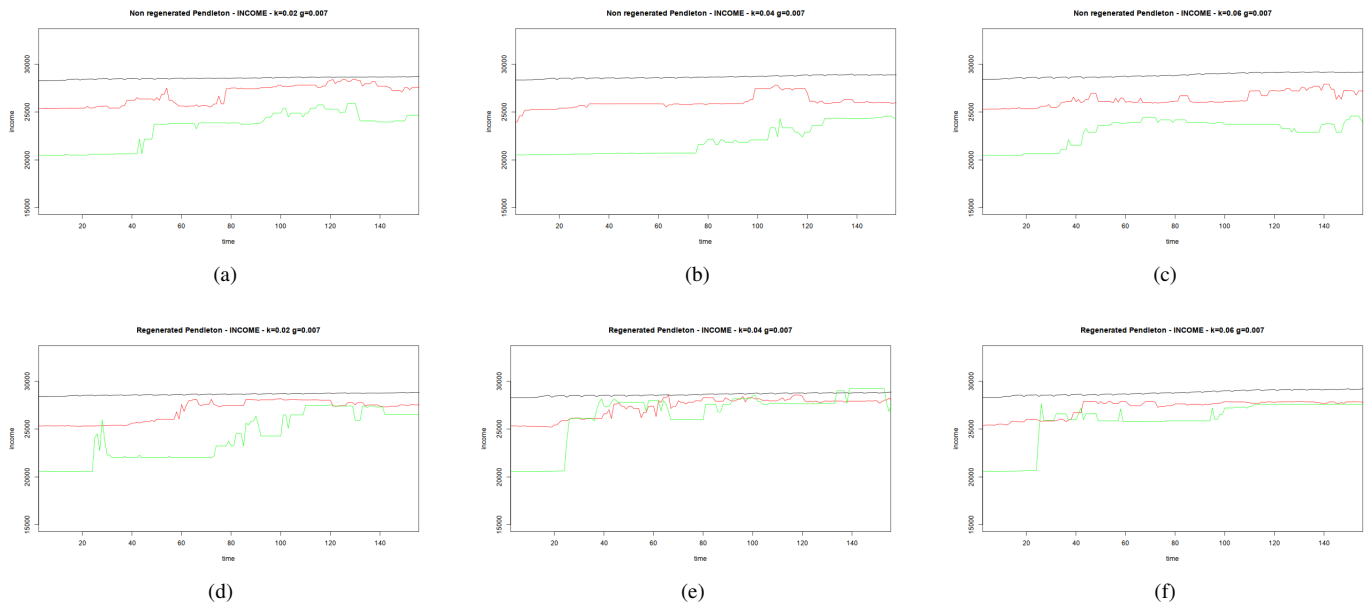 Non regenerated Pendleton - INCOME - k=0.02 g=0.007
income
30000
25000
20000
15000
20 40 60 80 100 120 140
time
(a)
Non regenerated Pendleton - INCOME - k=0.04 g=0.007
income
30000
25000
20000
15000
20 40 60 80 100 120 140
time
(b)
Non regenerated Pendleton - INCOME - k=0.06 g=0.007
income
30000
25000
20000
15000
20 40 60 80 100 120 140
time
(c)
Regenerated Pendleton - INCOME - k=0.02 g=0.007
income
30000
25000
20000
15000
20 40 60 80 100 120 140
time
(d)
Regenerated Pendleton - INCOME - k=0.04 g=0.007
income
30000
25000
20000
15000
20 40 60 80 100 120 140
time
(e)
Regenerated Pendleton - INCOME - k=0.06 g=0.007
income
30000
25000
20000
15000
20 40 60 80 100 120 140
time
(f)